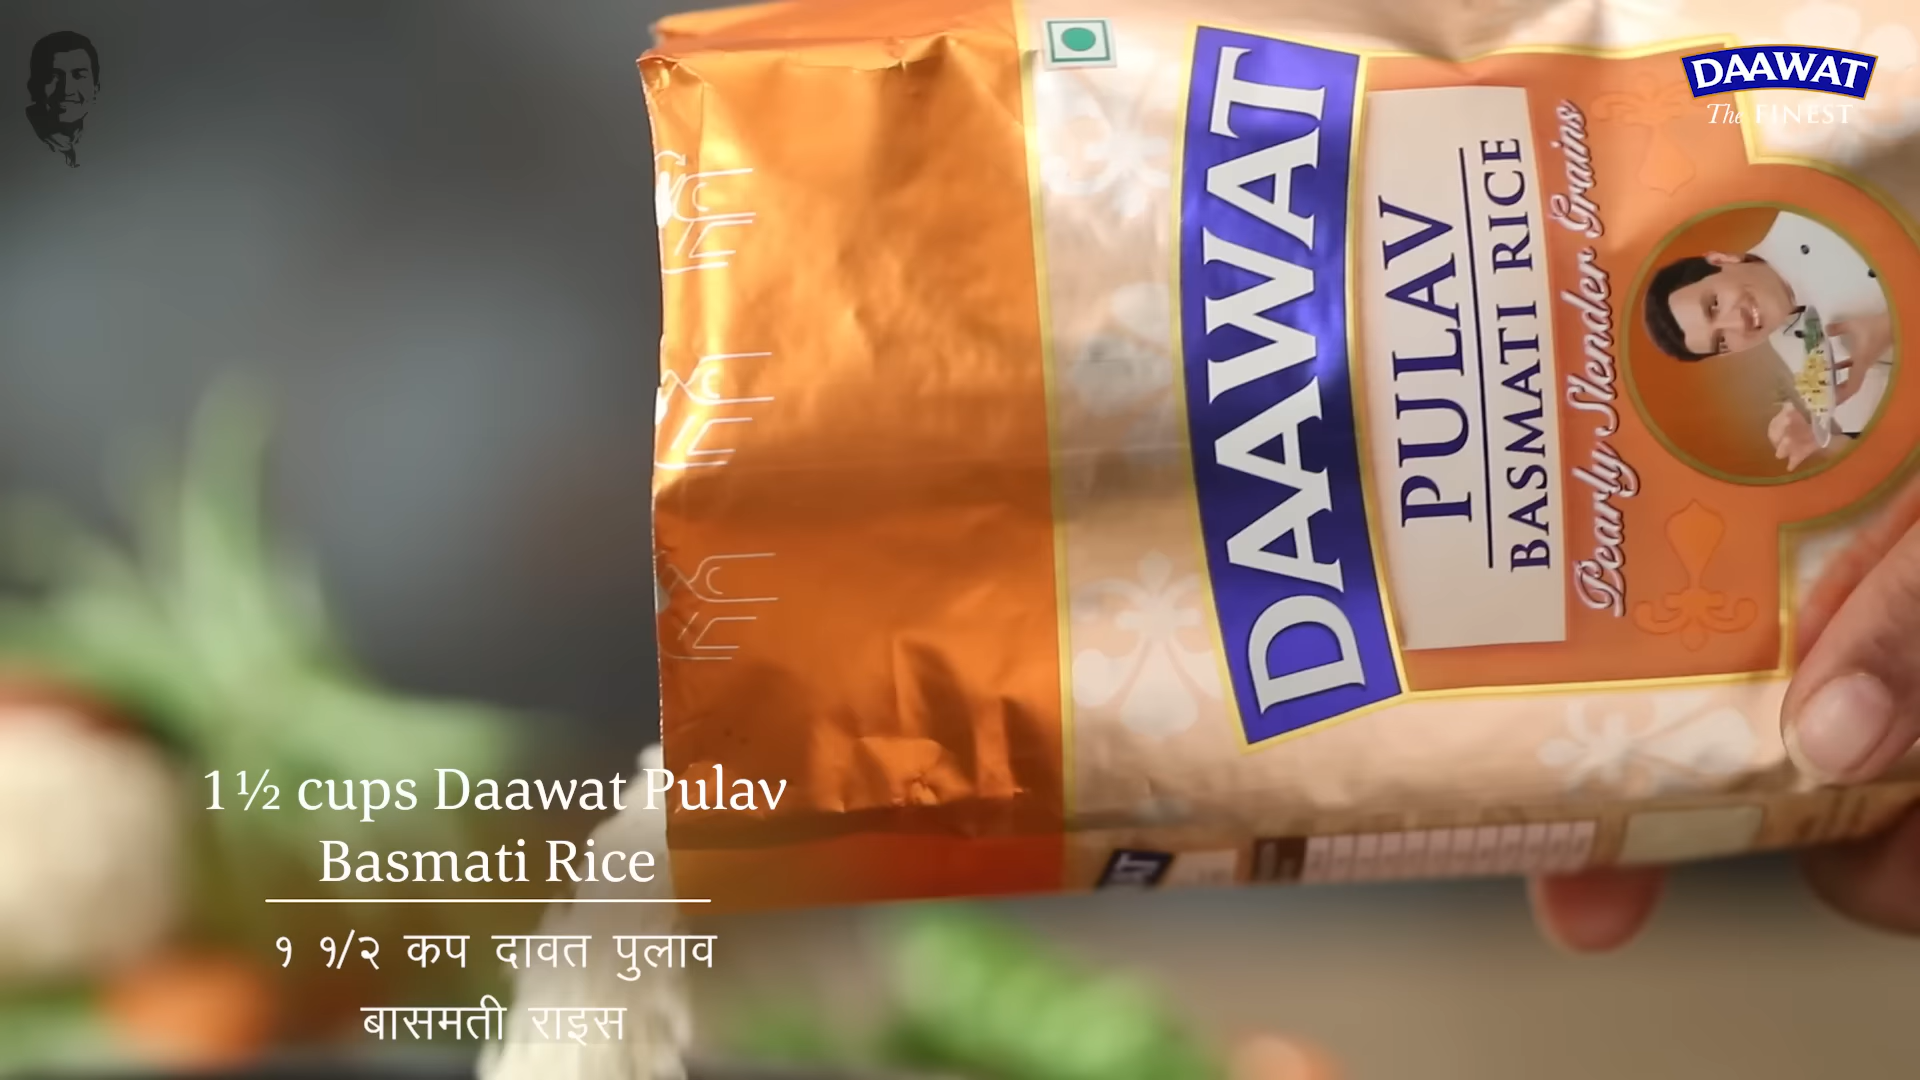 DAAWAT
The FINEST
DAAWAT
PULAV
BASMATI RICE
Pearly Slender Grains
1½ cups Daawat Pulav
Basmati Rice
१ १/२ कप दावत पुलाव
बासमती राइस